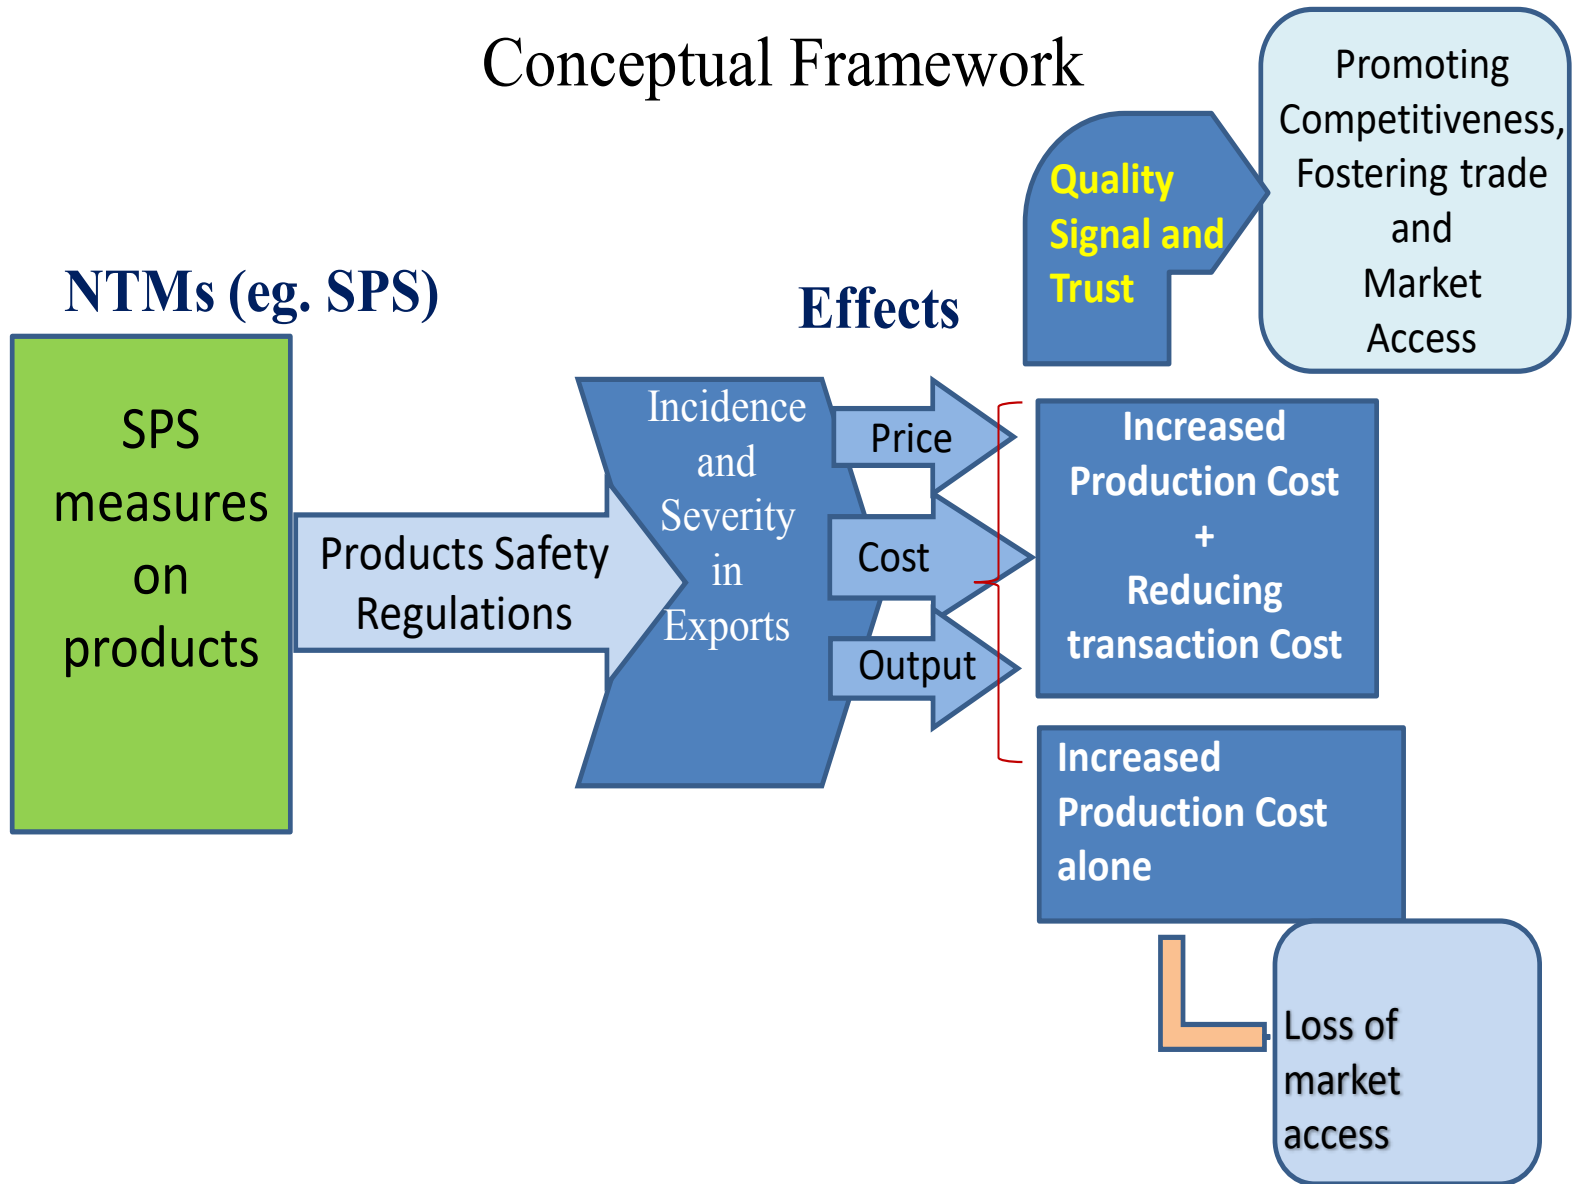 Conceptual Framework
Promoting
Competitiveness,
Fostering trade
and
Market
Access
Quality
Signal and
Trust
NTMs (eg. SPS)
Effects
SPS
measures
on
products
Products Safety
Regulations
Incidence
and
Severity
in
Exports
Price
Cost
Output
Increased
Production Cost
+
Reducing
transaction Cost
Increased
Production Cost
alone
Loss of
market
access